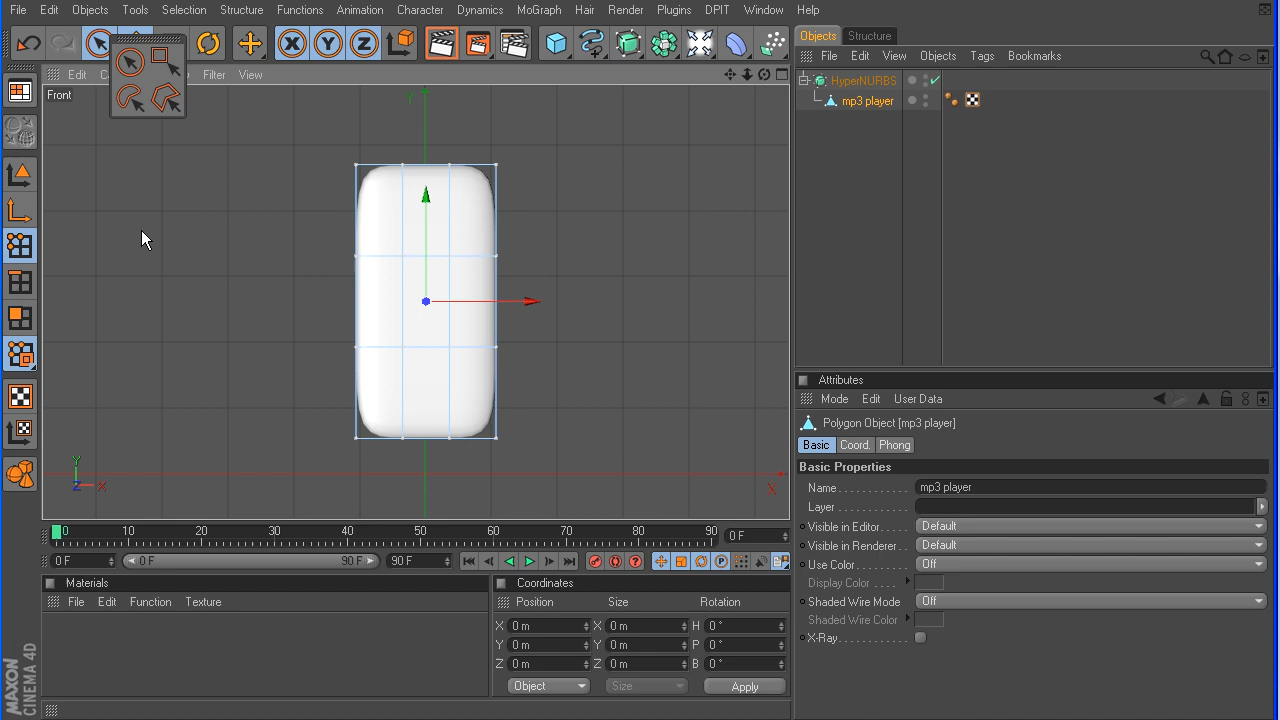 File Edit Objects Tools Selection Structure Functions Animation Character Dynamics MoGraph Hair Render Plugins DPIT Window Help
Objects Structure
File Edit View Objects Tags Bookmarks
Edit C Filter View
Front
Y
HyperNURBS
mp3 player
Attributes
Mode Edit User Data
Polygon Object [mp3 player]
Basic Coord. Phong
Basic Properties
Name mp3 player
Layer
Visible in Editor Default
Visible in Renderer Default
Use Color Off
Display Color
Shaded Wire Mode Off
Shaded Wire Color
X-Ray
Y
Z X
X
0 10 20 30 40 50 60 70 80 90 0 F
0 F 0 F 90 F 90 F
Materials
File Edit Function Texture
Coordinates
Position Size Rotation
X 0 m X 0 m H 0 °
Y 0 m Y 0 m P 0 °
Z 0 m Z 0 m B 0 °
Object Size Apply
MAXON
CINEMA 4D